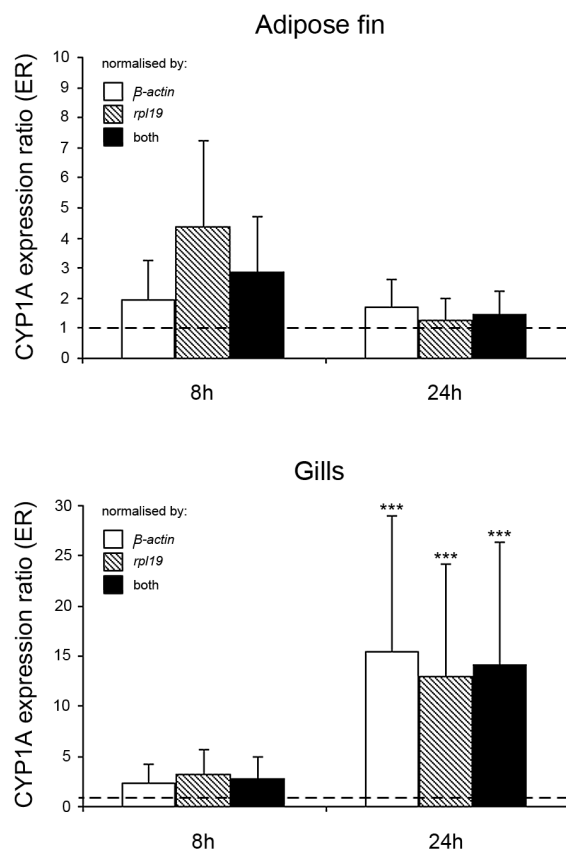 Adipose fin
CYP1A expression ratio (ER)
10
9
8
7
6
5
4
3
2
1
0
normalised by:
β-actin
rpl19
both
8h
24h
Gills
CYP1A expression ratio (ER)
30
25
20
15
10
5
0
normalised by:
β-actin
rpl19
both
***
***
***
8h
24h